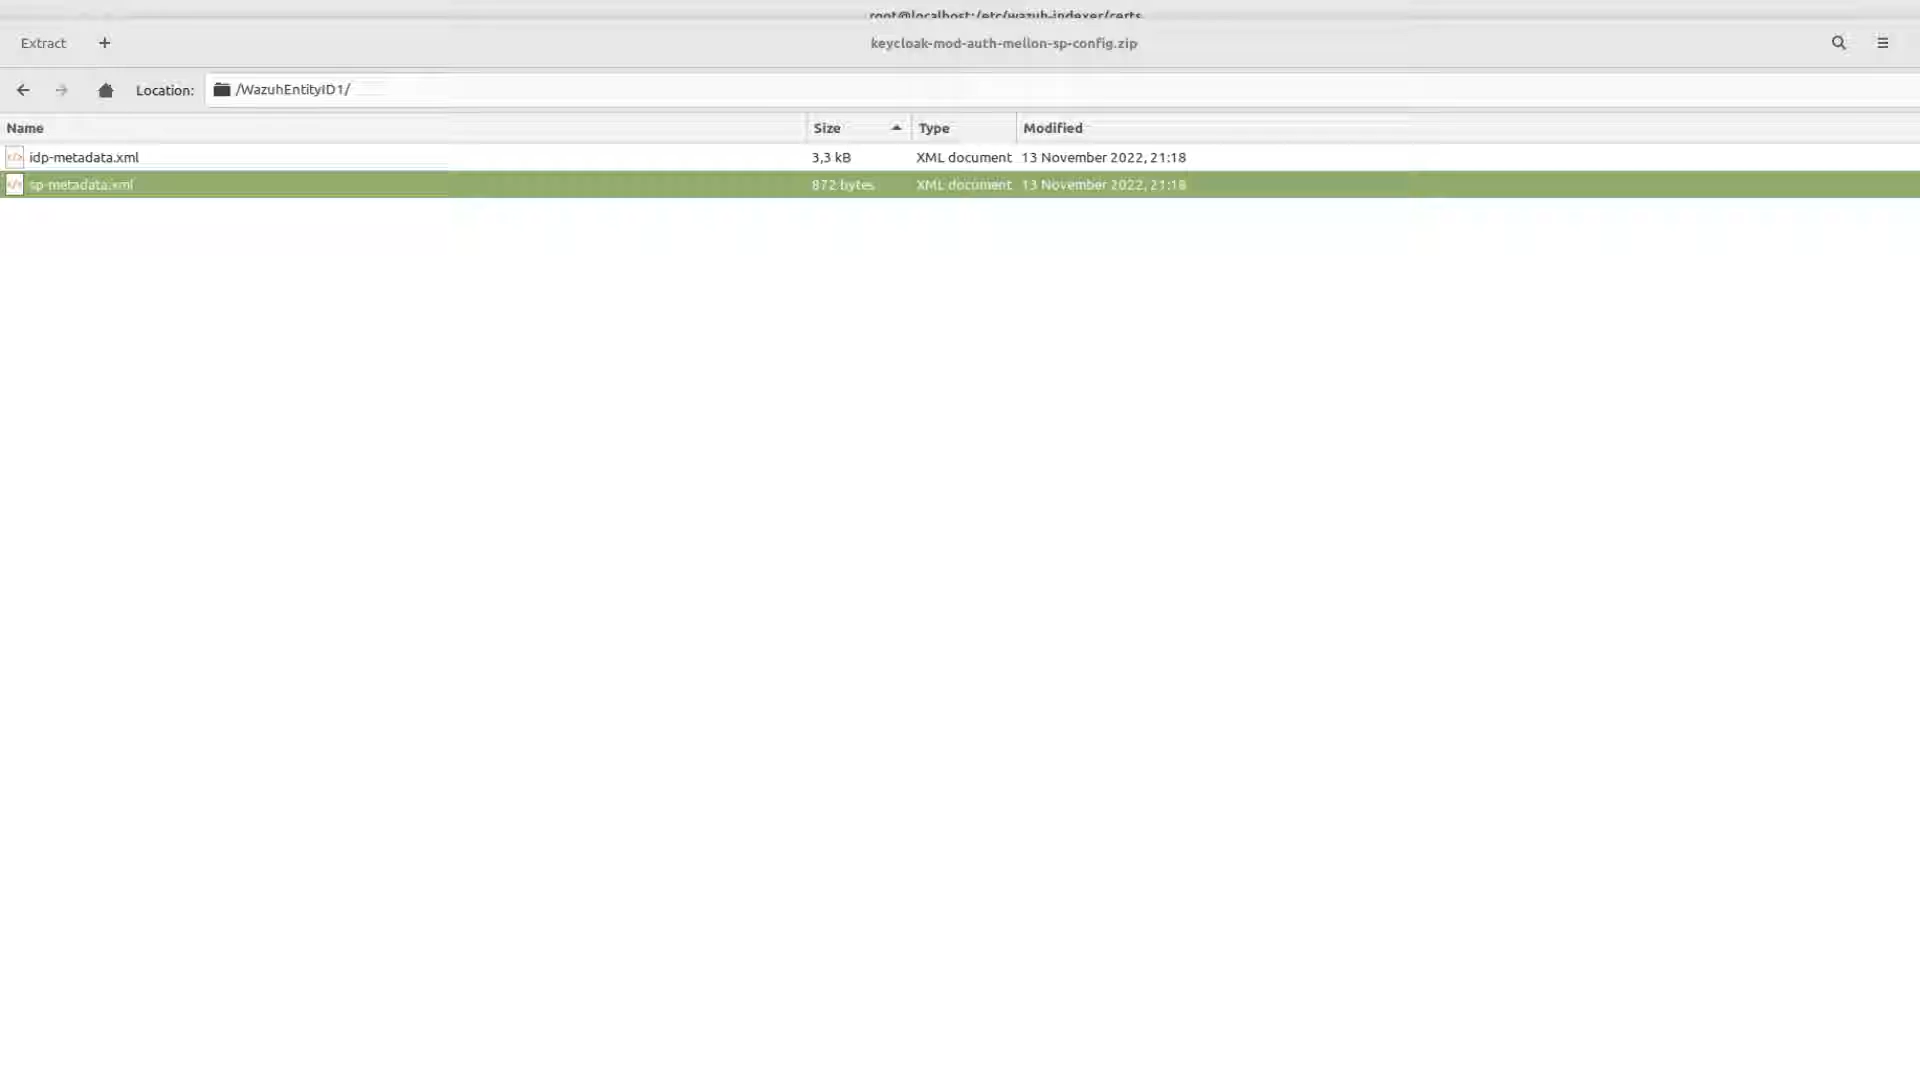 root@localhost:/etc/wazuh-indexer/certs
Extract + keycloak-mod-auth-mellon-sp-config.zip
Location: /WazuhEntityID1/
Name Size Type Modified
idp-metadata.xml 3,3 kB XML document 13 November 2022, 21:18
sp-metadata.xml 872 bytes XML document 13 November 2022, 21:18